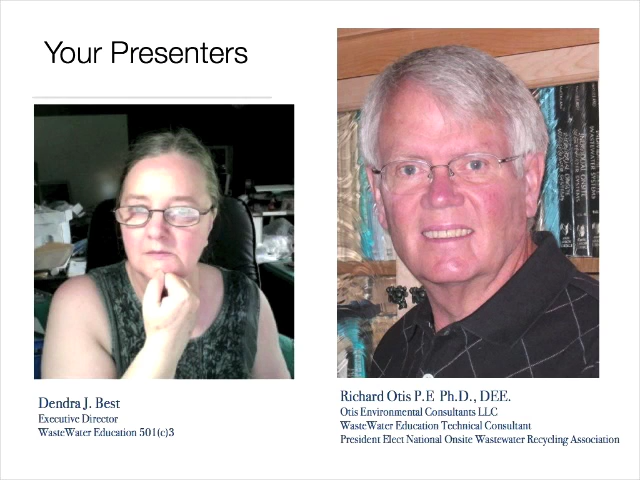 Your Presenters
Dendra J. Best
Executive Director
WasteWater Education 501(c)3
Richard Otis P.E Ph.D., DEE.
Otis Environmental Consultants LLC
WasteWater Education Technical Consultant
President Elect National Onsite Wastewater Recycling Association